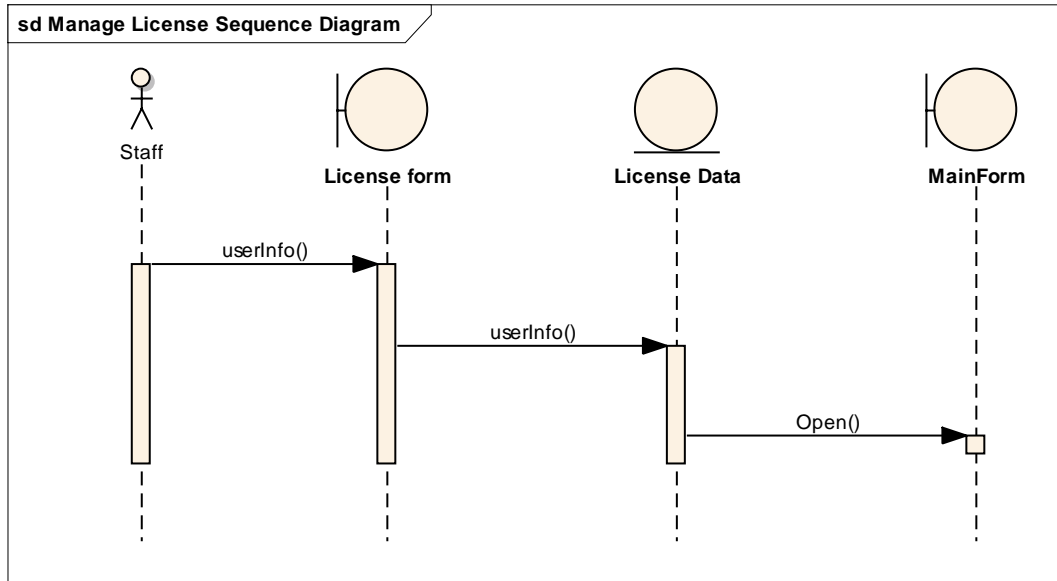 sd Manage License Sequence Diagram
Staff
License form
License Data
MainForm
userInfo()
userInfo()
Open()